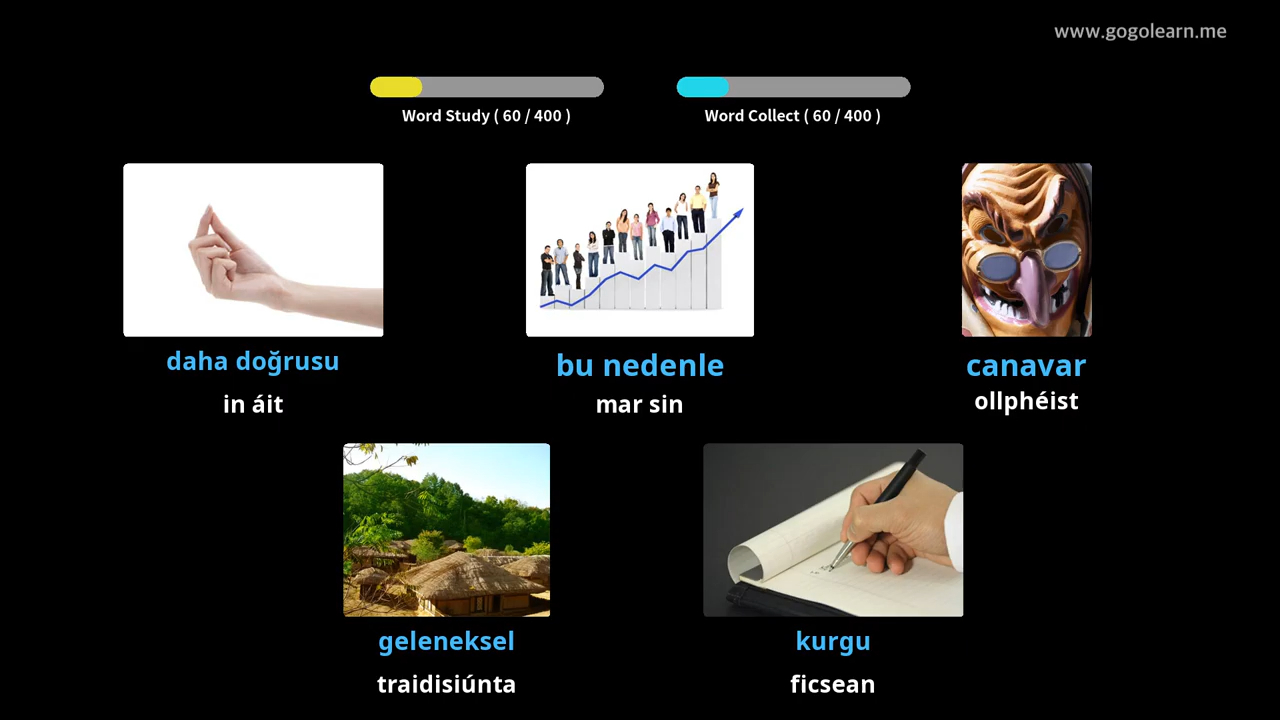 www.gogolearn.me
Word Study ( 60 / 400 )
Word Collect ( 60 / 400 )
daha doğrusu
in áit
bu nedenle
mar sin
canavar
ollphéist
geleneksel
traidisiúnta
kurgu
ficsean